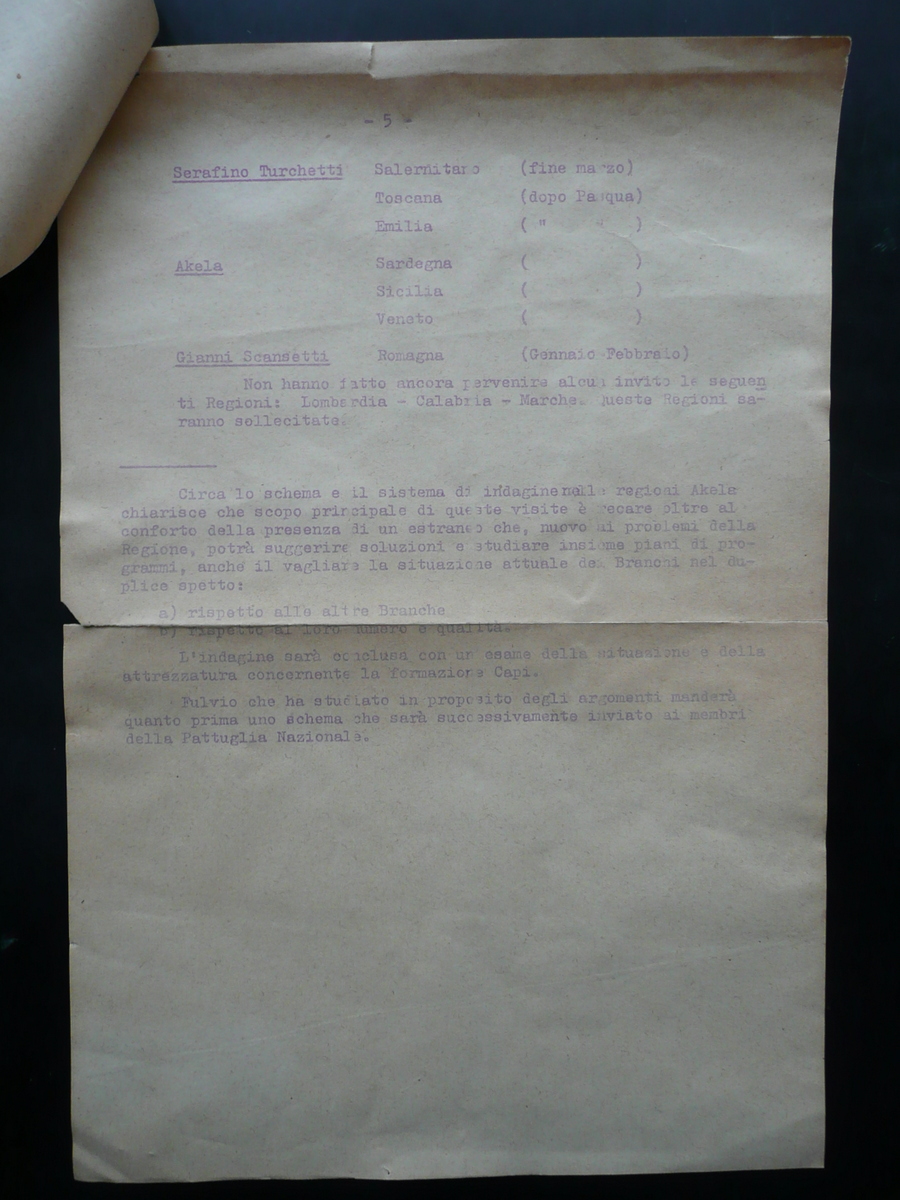 - 5 -
Serafino Turchetti Salernitano (fine marzo)
Toscana (dopo Pasqua)
Emilia ( " " )
Akela Sardegna ( )
Sicilia ( )
Veneto ( )
Gianni Scansetti Romagna (Gennaio-Febbraio)
Non hanno fatto ancora pervenire alcun invito le seguen
ti Regioni: Lombardia - Calabria - Marche. Queste Regioni sa-
ranno sollecitate.
Circa lo schema e il sistema di indagine nelle regioni Akela
chiarisce che scopo principale di queste visite è recare oltre al
conforto della presenza di un estraneo che, nuovo ai problemi della
Regione, potrà suggerire soluzioni e studiare insieme piani di pro-
grammi, anche il vagliare la situazione attuale dei Branchi nel du-
plice spetto:
a) rispetto alle altre Branche
b) rispetto al loro numero e qualità.
L'indagine sarà conclusa con un esame della situazione e della
attrezzatura concernente la formazione Capi.
Fulvio che ha studiato in proposito degli argomenti manderà
quanto prima uno schema che sarà successivamente inviato ai membri
della Pattuglia Nazionale.